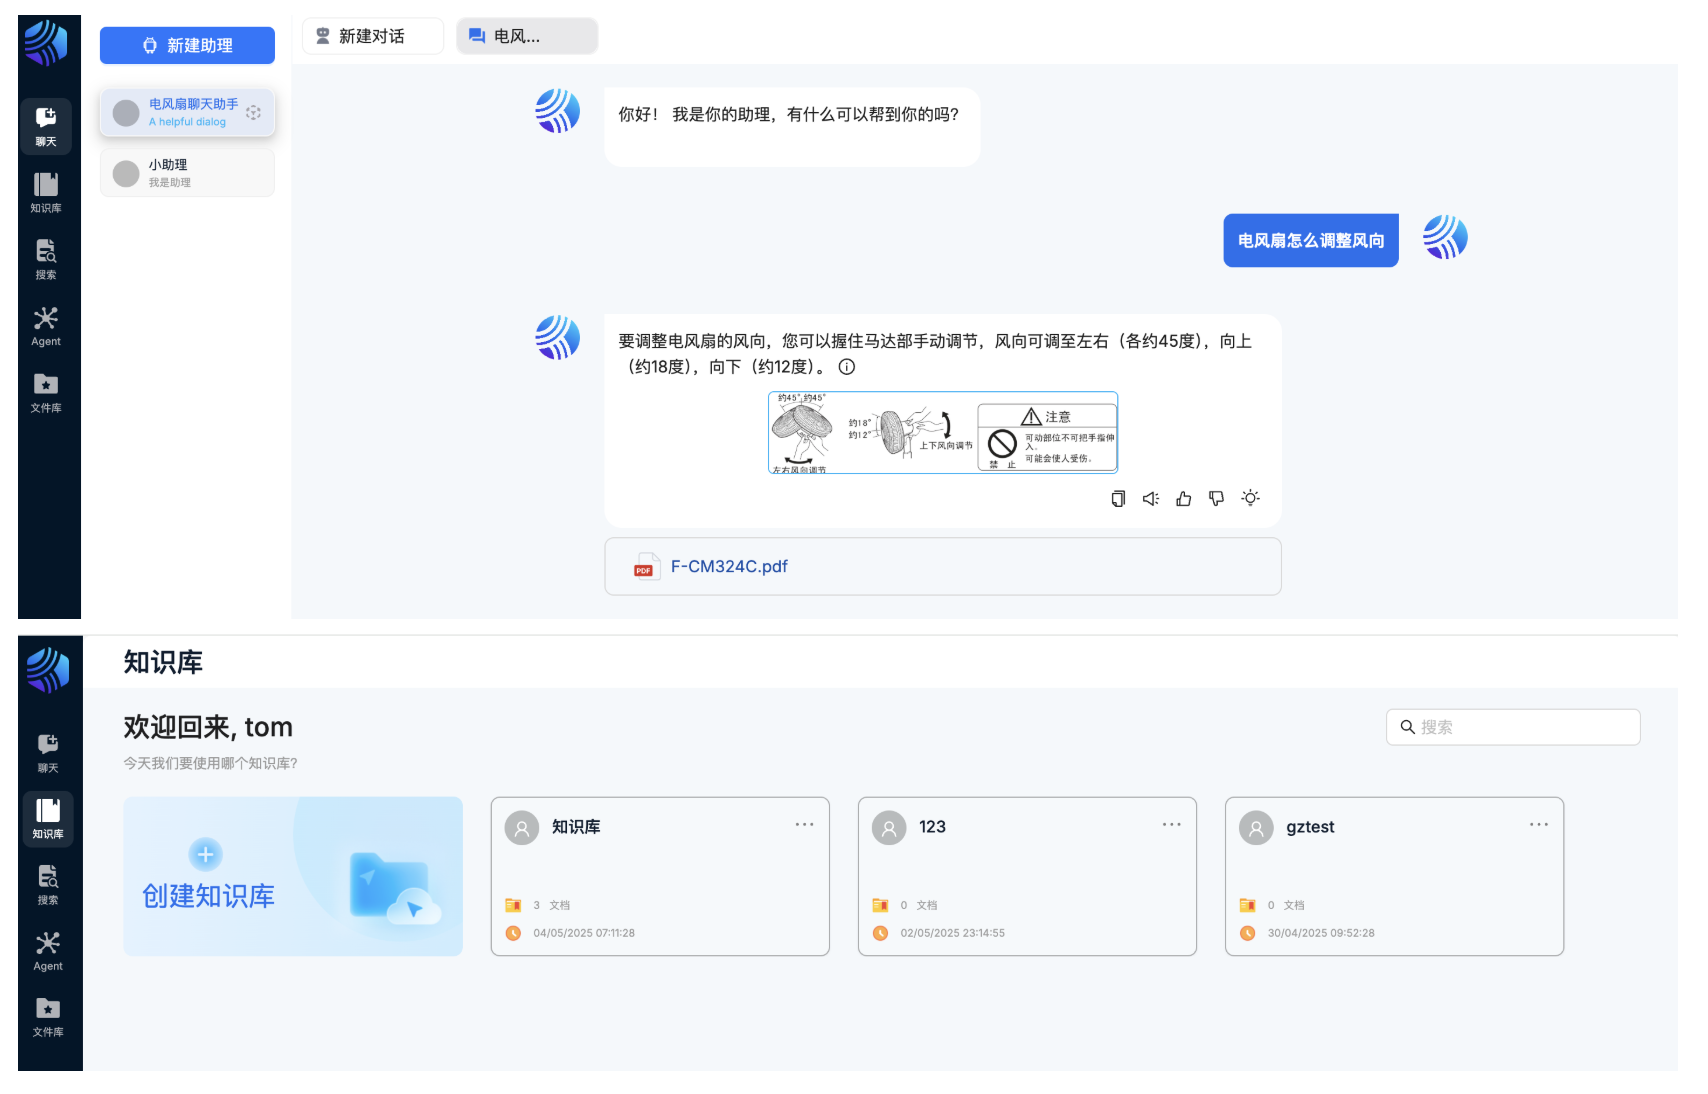 新建助理
新建对话
电风...
电风扇聊天助手
A helpful dialog
小助理
我是助理
聊天
知识库
搜索
Agent
文件库
你好！ 我是你的助理，有什么可以帮到你的吗？
电风扇怎么调整风向
要调整电风扇的风向，您可以握住马达部手动调节，风向可调至左右（各约45度），向上
（约18度），向下（约12度）。
约45°,约45°
左右风向调节
约18°
约12°
上下风向调节
注意
禁 止
可动部位不可把手指伸
入.
可能会使人受伤.
PDF
F-CM324C.pdf
知识库
欢迎回来, tom
今天我们要使用哪个知识库?
搜索
聊天
知识库
搜索
Agent
文件库
创建知识库
知识库
3 文档
04/05/2025 07:11:28
123
0 文档
02/05/2025 23:14:55
gztest
0 文档
30/04/2025 09:52:28